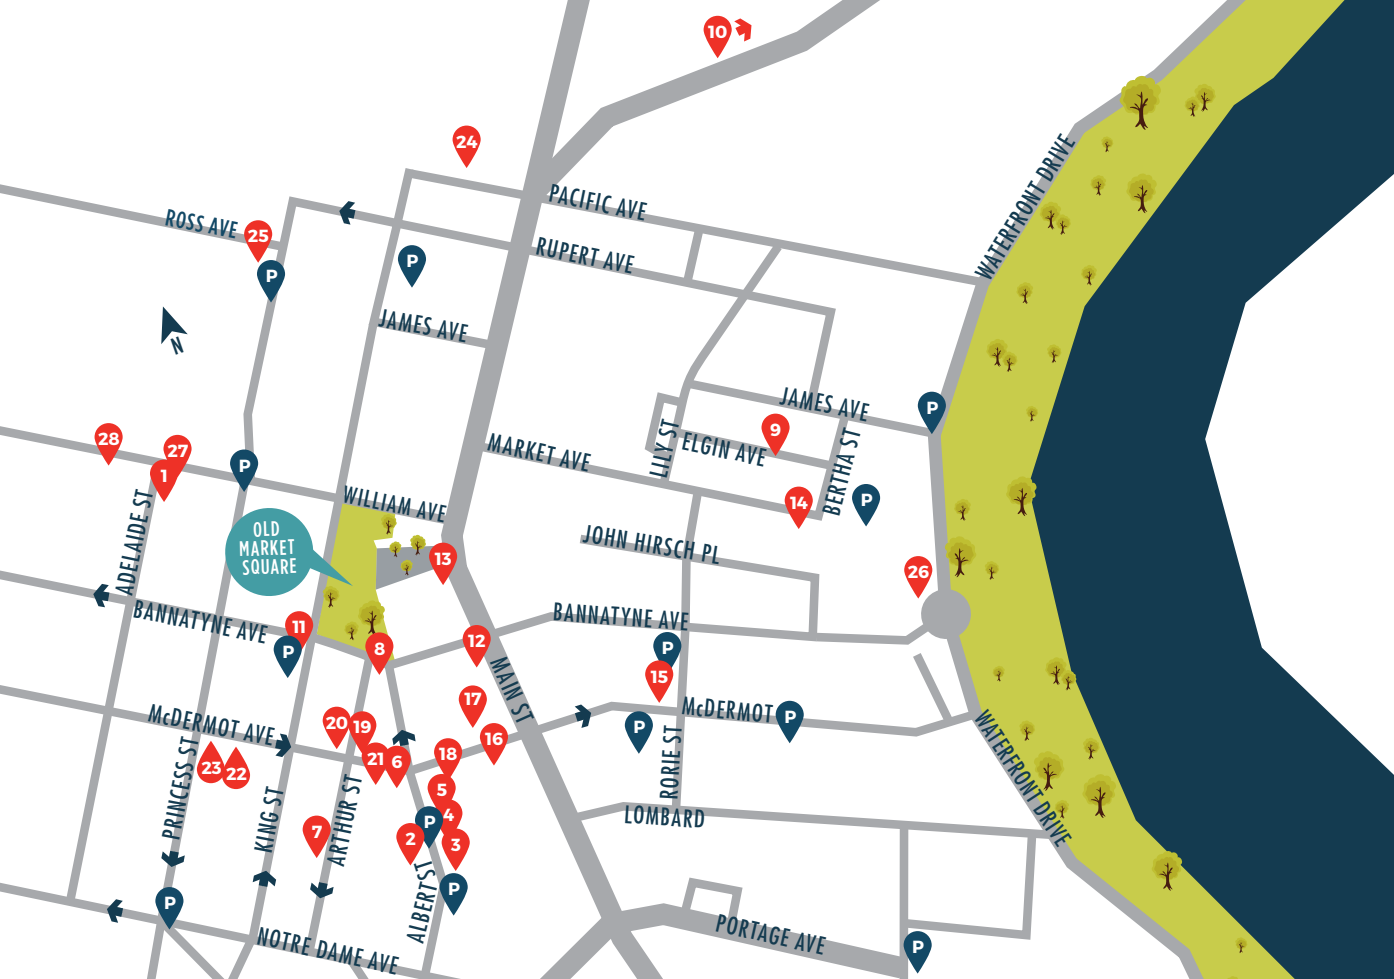 10
24
PACIFIC AVE
WATERFRONT DRIVE
ROSS AVE
25
RUPERT AVE
P
P
JAMES AVE
N
JAMES AVE
P
28
27
9
LILY ST
ELGIN AVE
MARKET AVE
BERTHA ST
1
P
WILLIAM AVE
14
P
ADELAIDE ST
OLD
MARKET
SQUARE
JOHN HIRSCH PL
13
26
BANNATYNE AVE
BANNATYNE AVE
11
P
8
12
P
15
MAIN ST
17
McDERMOT AVE
20
19
16
P
McDERMOT
P
WATERFRONT DRIVE
PRINCESS ST
23
22
21
6
18
RORIE ST
5
4
P
LOMBARD
KING ST
7
ARTHUR ST
2
3
ALBERT ST
P
P
NOTRE DAME AVE
PORTAGE AVE
P